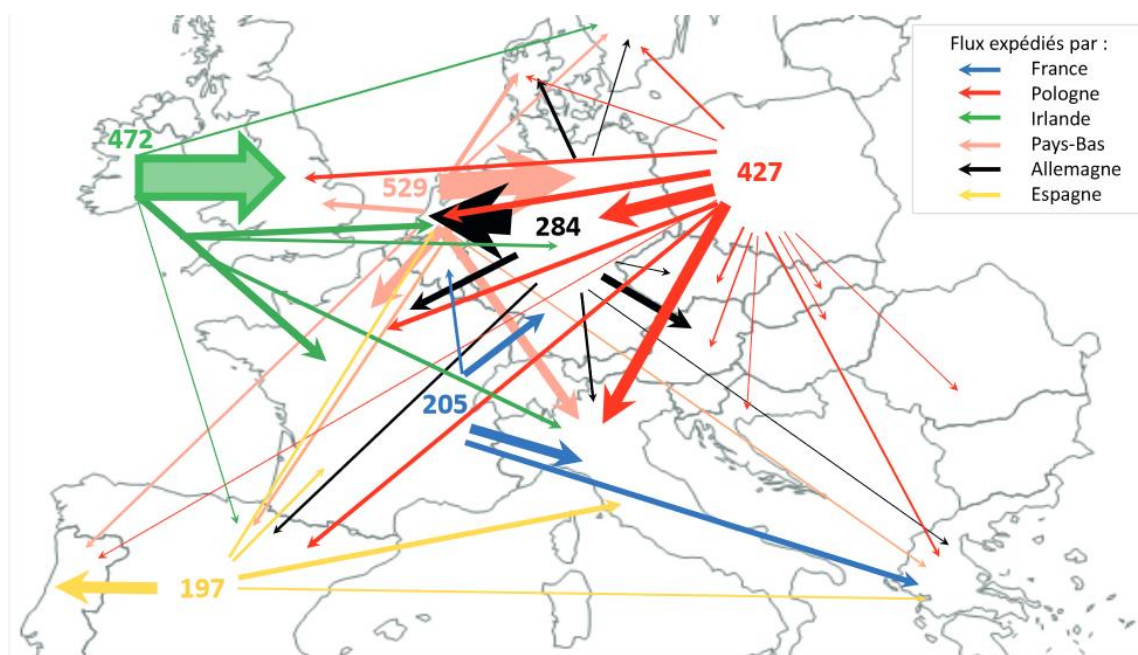 Flux expédiés par :
France
Pologne
Irlande
Pays-Bas
Allemagne
Espagne
472
427
529
284
205
197